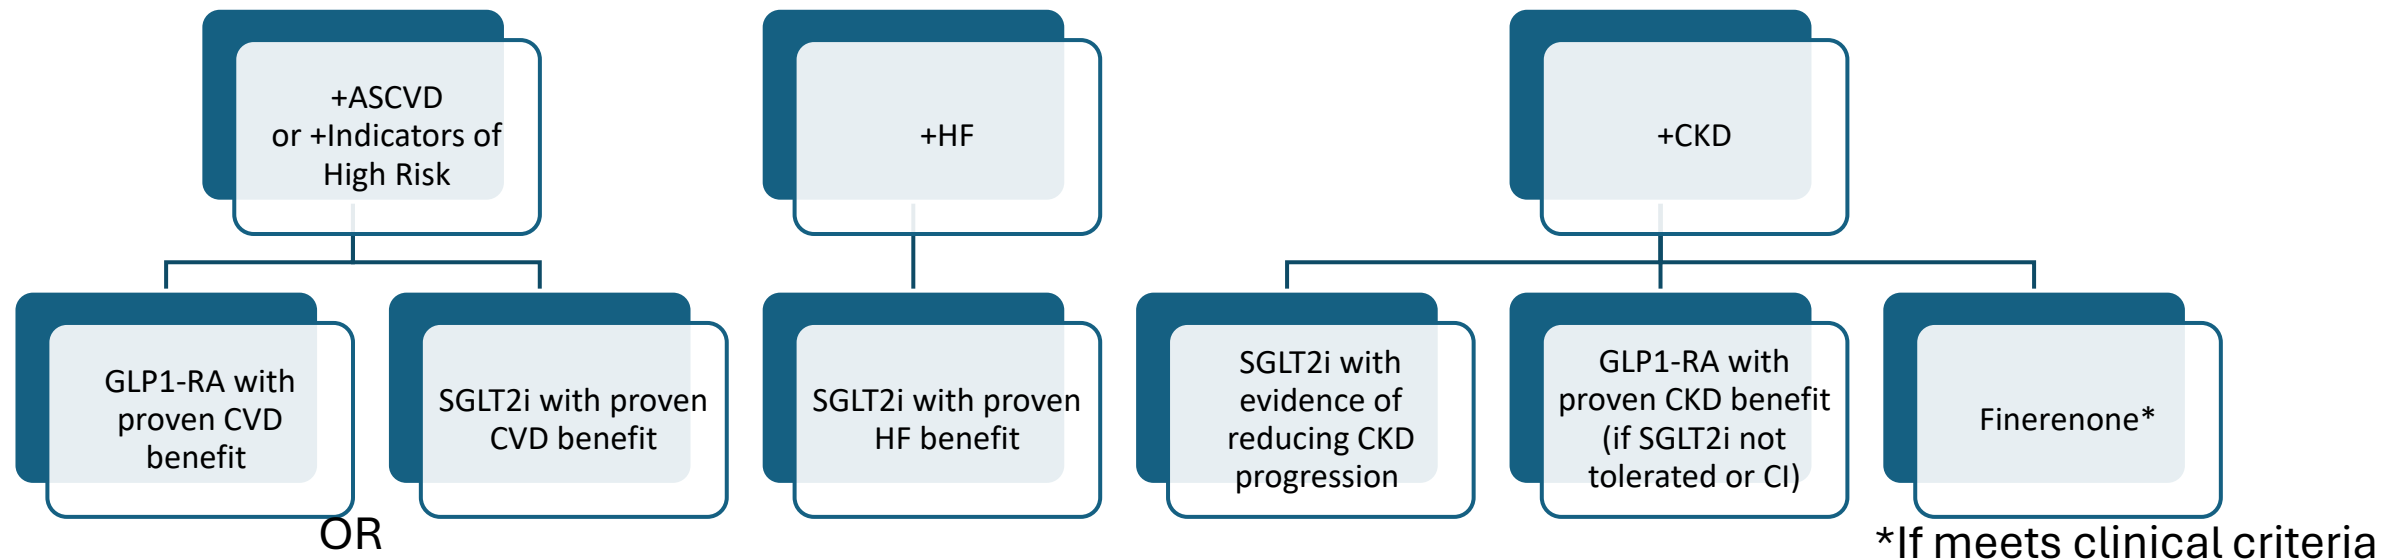 +ASCVD
or +Indicators of
High Risk
+HF
+CKD
GLP1-RA with
proven CVD
benefit
SGLT2i with proven
CVD benefit
SGLT2i with proven
HF benefit
SGLT2i with
evidence of
reducing CKD
progression
GLP1-RA with
proven CKD benefit
(if SGLT2i not
tolerated or CI)
Finerenone*
OR
*If meets clinical criteria